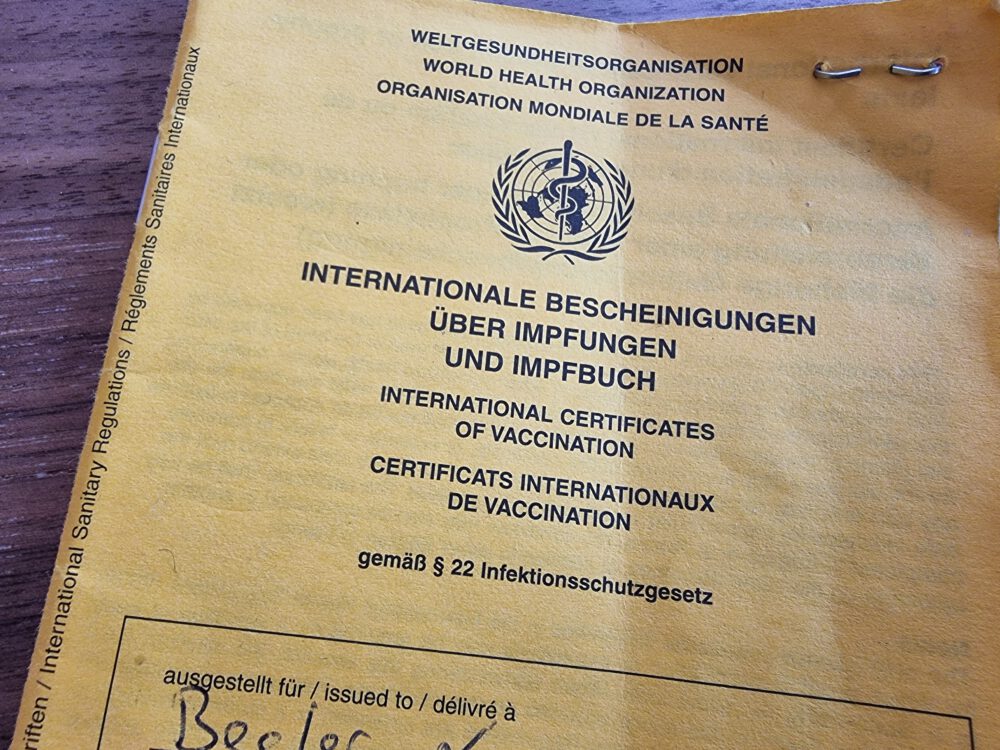 WELTGESUNDHEITSORGANISATION
WORLD HEALTH ORGANIZATION
ORGANISATION MONDIALE DE LA SANTÉ
INTERNATIONALE BESCHEINIGUNGEN
ÜBER IMPFUNGEN
UND IMPFBUCH
INTERNATIONAL CERTIFICATES
OF VACCINATION
CERTIFICATS INTERNATIONAUX
DE VACCINATION
gemäß § 22 Infektionsschutzgesetz
ausgestellt für / issued to / délivré à
/ International Sanitary Regulations / Réglements Sanitaires Internationaux